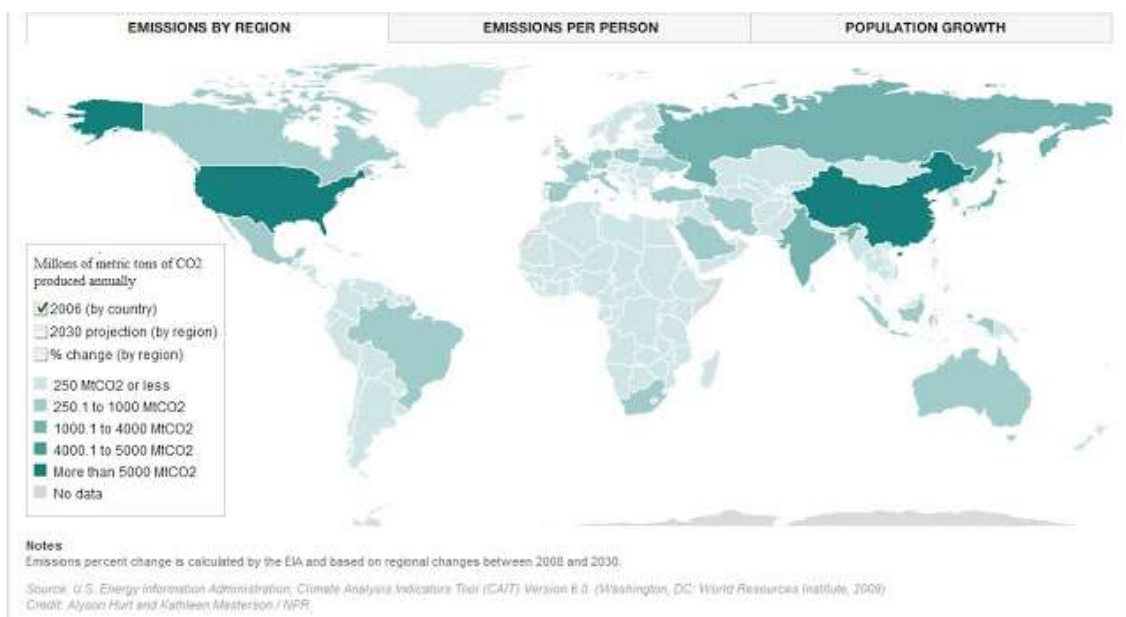 EMISSIONS BY REGION
EMISSIONS PER PERSON
POPULATION GROWTH
Millons of metric tons of CO2
produced annually
2006 (by country)
2030 projection (by region)
% change (by region)
250 MtCO2 or less
250.1 to 1000 MtCO2
1000.1 to 4000 MtCO2
4000.1 to 5000 MtCO2
More than 5000 MtCO2
No data
Notes
Emissions percent change is calculated by the EIA and based on regional changes between 2008 and 2030.
Source: U.S. Energy Information Administration; Climate Analysis Indicators Tool (CAIT) Version 6.0. (Washington, DC: World Resources Institute, 2009)
Credit: Alyson Hurt and Kathleen Masterson / NPR